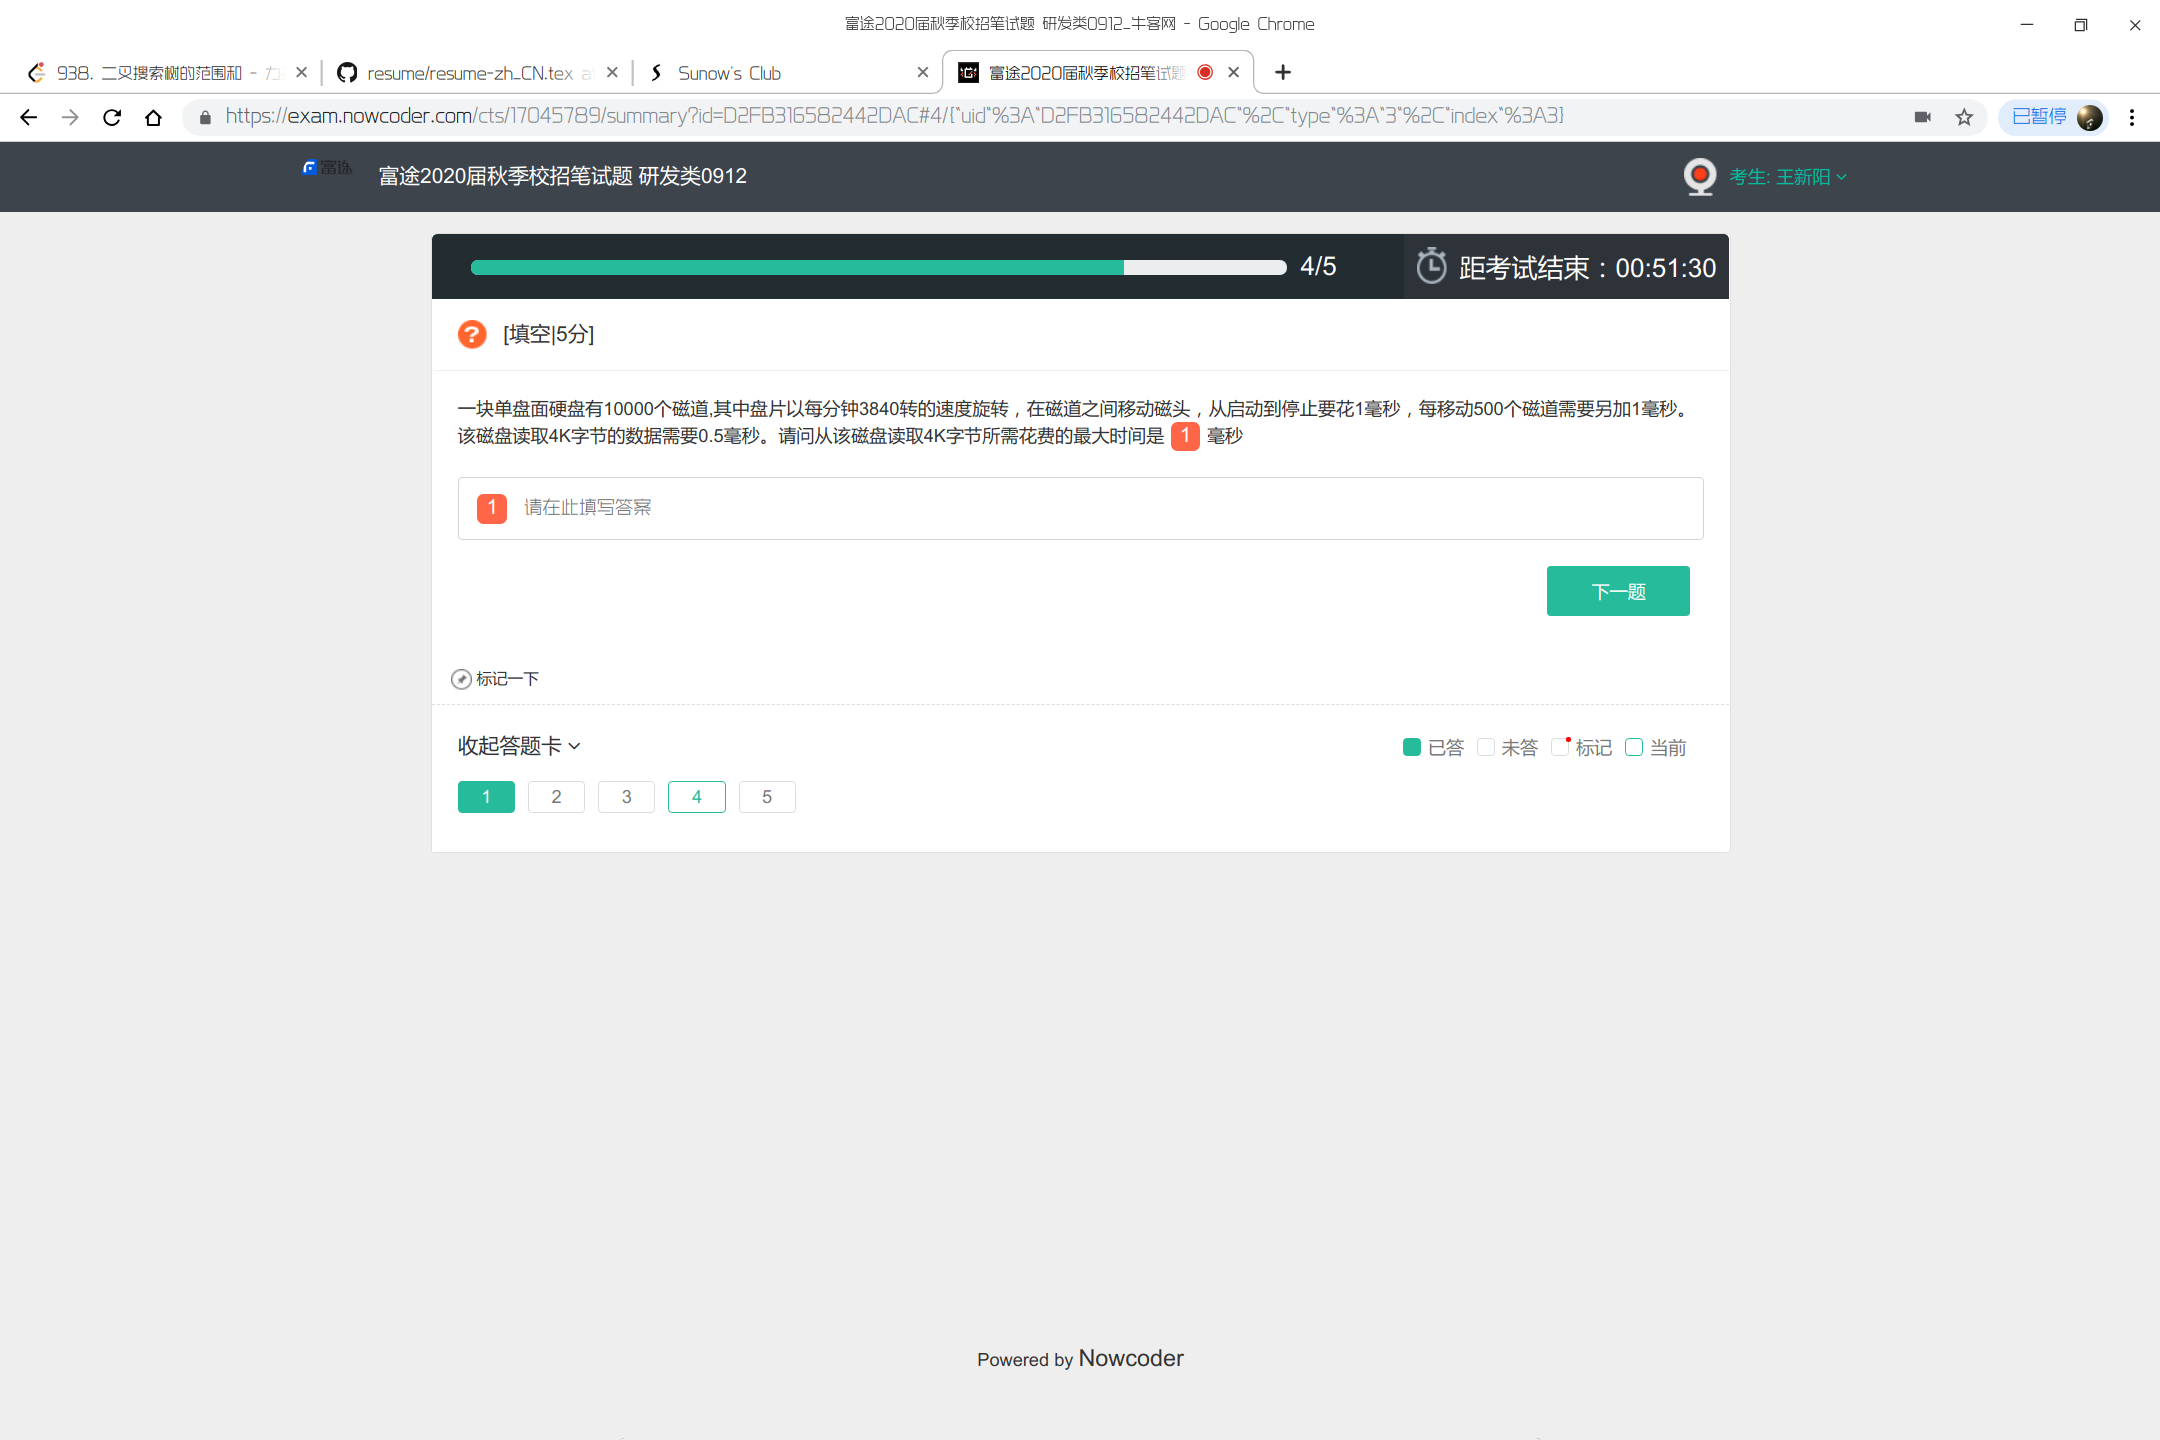 富途2020届秋季校招笔试题 研发类0912_牛客网 - Google Chrome
938. 二叉搜索树的范围和 - 力
resume/resume-zh_CN.tex at
Sunow's Club
富途2020届秋季校招笔试题
https://exam.nowcoder.com/cts/17045789/summary?id=D2FB316582442DAC#4/{"uid"%3A"D2FB316582442DAC"%2C"type"%3A"3"%2C"index"%3A3}
已暂停
富途
富途2020届秋季校招笔试题 研发类0912
考生: 王新阳
4/5
距考试结束：00:51:30
? [填空|5分]
一块单盘面硬盘有10000个磁道,其中盘片以每分钟3840转的速度旋转，在磁道之间移动磁头，从启动到停止要花1毫秒，每移动500个磁道需要另加1毫秒。
该磁盘读取4K字节的数据需要0.5毫秒。请问从该磁盘读取4K字节所需花费的最大时间是 1 毫秒
1 请在此填写答案
下一题
标记一下
收起答题卡
已答 未答 标记 当前
1 2 3 4 5
Powered by Nowcoder